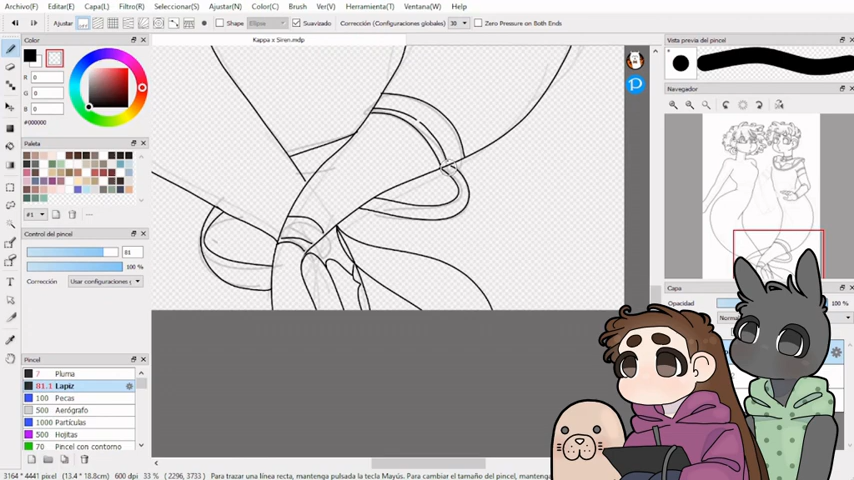 Archivo(F) Editar(E) Capa(L) Filtro(R) Seleccionar(S) Ajustar(N) Color(C) Brush Ver(V) Herramienta(T) Ventana(W) Help
Ajustar Shape Elipse Suavizado Corrección (Configuraciones globales) 30 Zero Pressure on Both Ends
Color
Kappa x Siren.mdp
Vista previa del pincel
R 0
G 0
B 0
#000000
Navegador
Paleta
#1
Control del pincel
81
100 %
Corrección Usar configuraciones g
Capa
Opacidad 100 %
Normal
Pincel
7 Pluma
81.1 Lapiz
100 Pecas
500 Aerógrafo
1000 Partículas
500 Hojitas
70 Pincel con contorno
3164 * 4441 pixel (13.4 * 18.8cm) 600 dpi 33 % (2296, 3733) Para trazar una línea recta, mantenga pulsada la tecla Mayús. Para cambiar el tamaño del pincel, mantenga